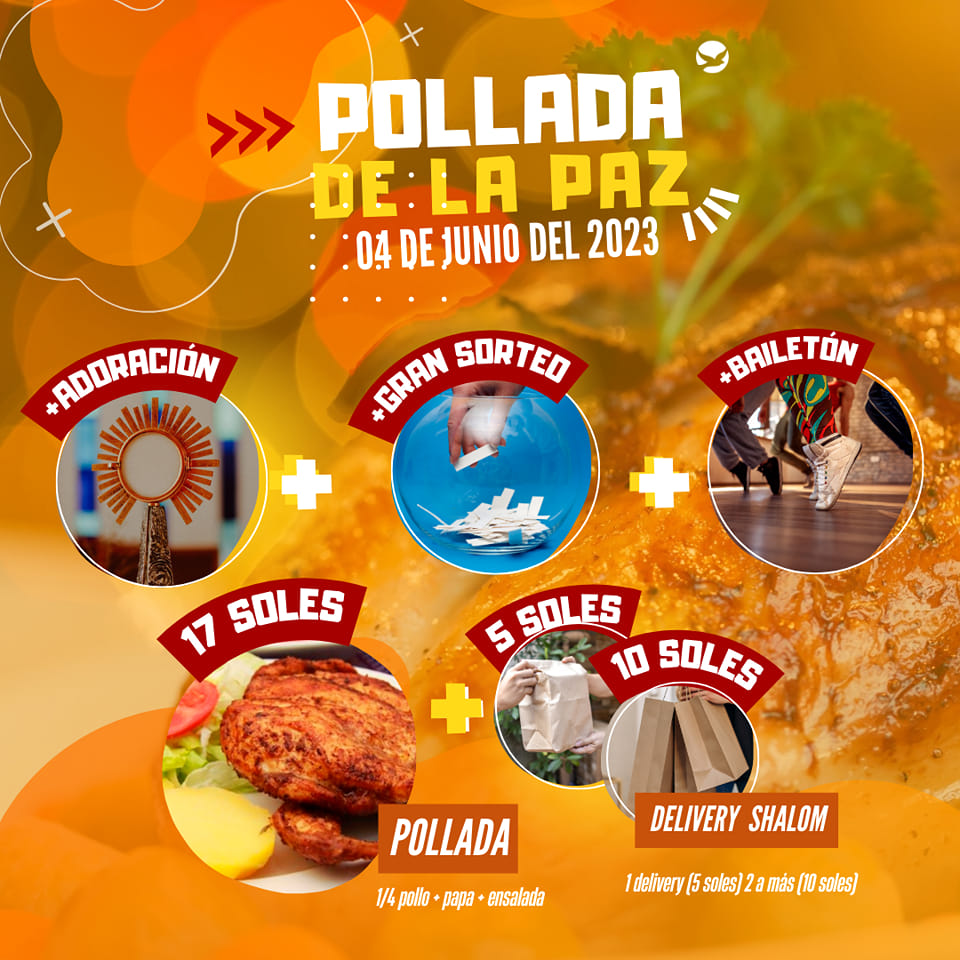 POLLADA
DE LA PAZ
04 DE JUNIO DEL 2023
+ADORACIÓN
+GRAN SORTEO
+BAILETÓN
17 SOLES
5 SOLES
10 SOLES
POLLADA
1/4 pollo + papa + ensalada
DELIVERY SHALOM
1 delivery (5 soles) 2 a más (10 soles)